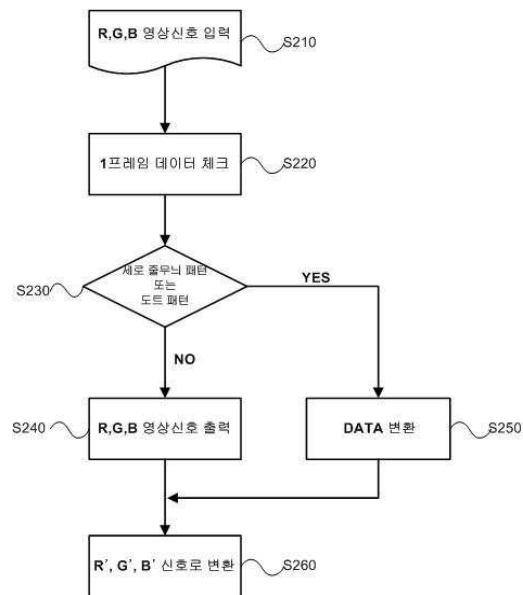 R,G,B 영상신호 입력
S210
1프레임 데이터 체크
S220
세로 줄무늬 패턴
또는
도트 패턴
S230
YES
NO
R,G,B 영상신호 출력
S240
DATA 변환
S250
R', G', B' 신호로 변환
S260